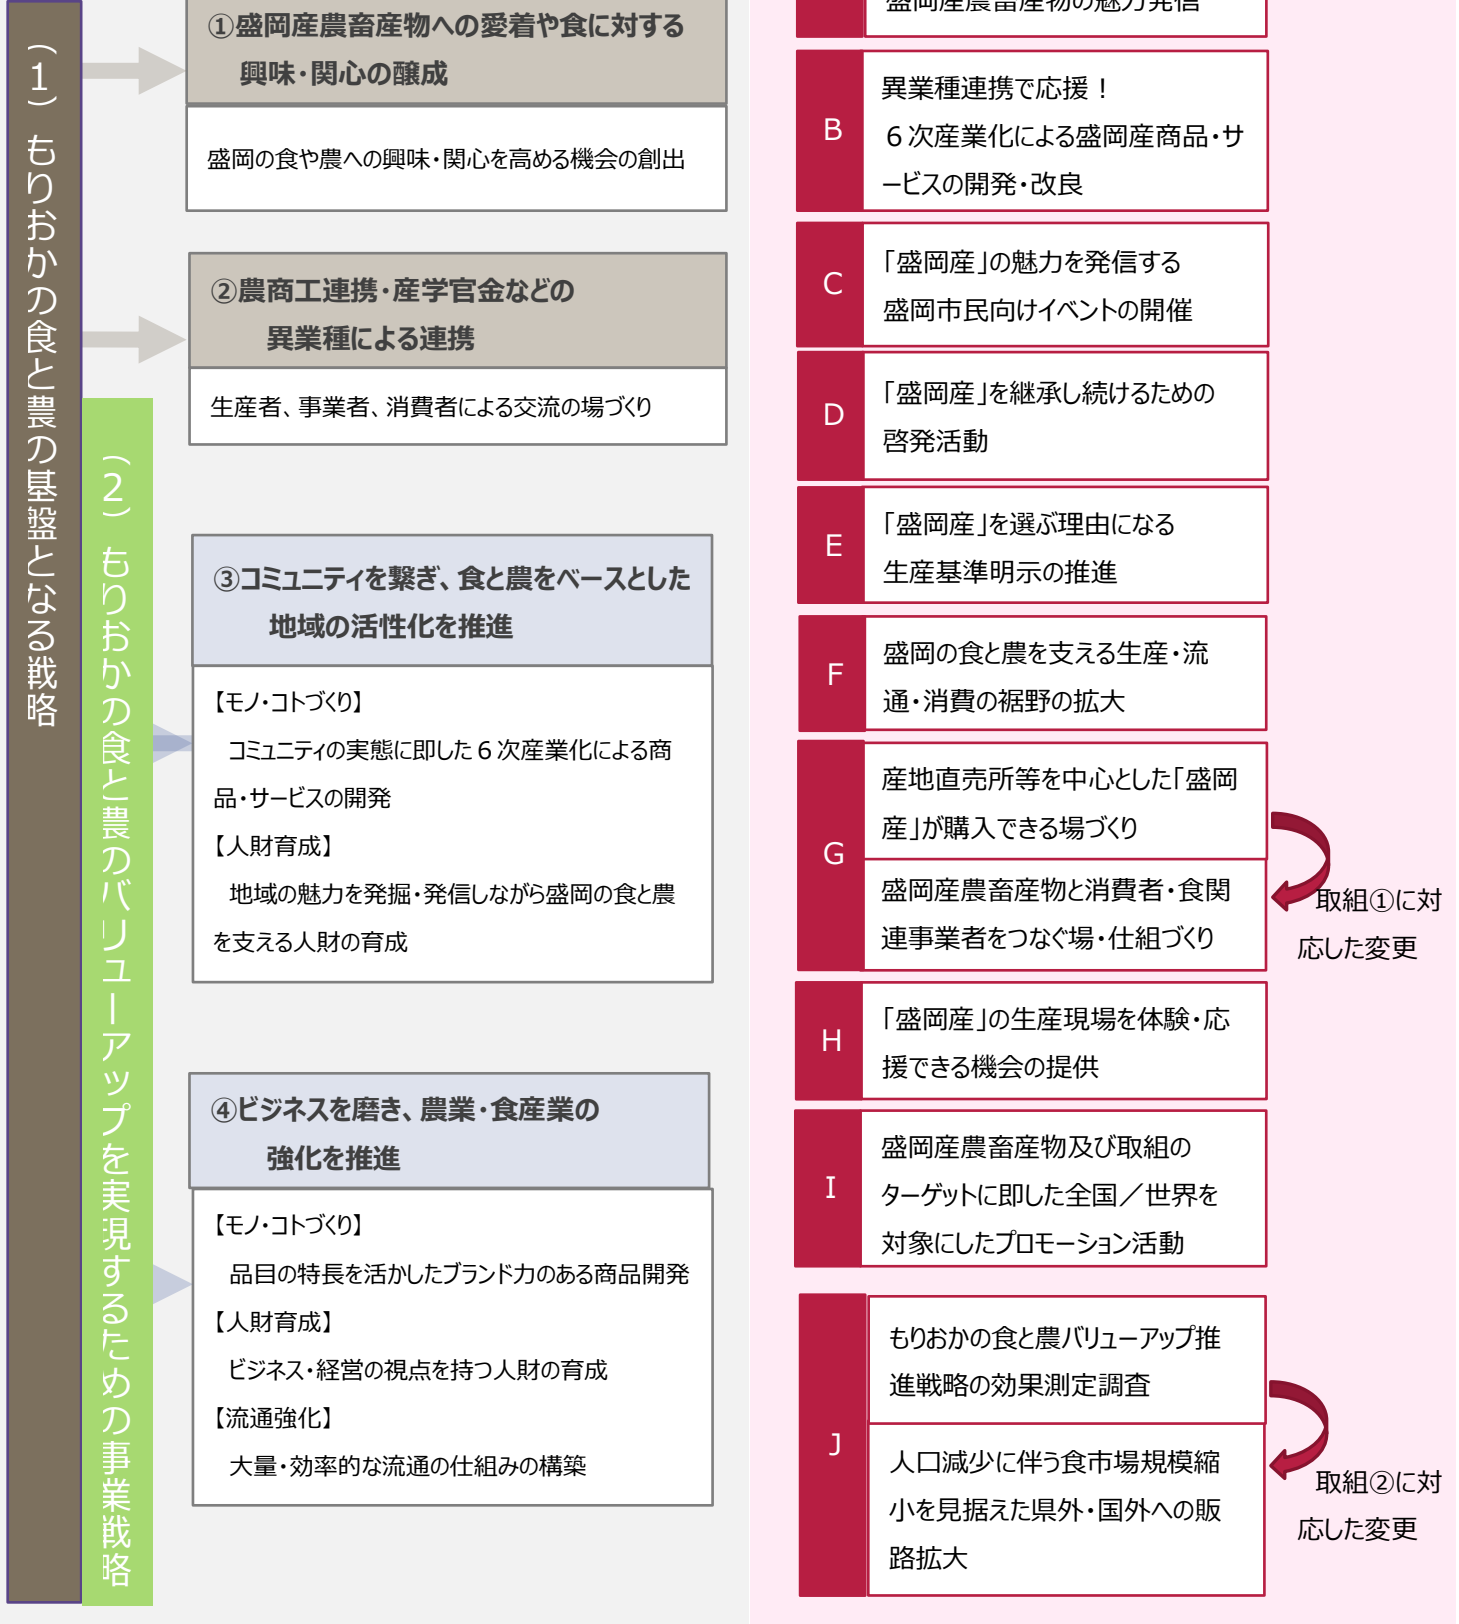 （１）もりおかの食と農の基盤となる戦略
（２）もりおかの食と農のバリューアップを実現するための事業戦略
①盛岡産農畜産物への愛着や食に対する
興味・関心の醸成
盛岡の食や農への興味・関心を高める機会の創出
②農商工連携・産学官金などの
異業種による連携
生産者、事業者、消費者による交流の場づくり
③コミュニティを繋ぎ、食と農をベースとした
地域の活性化を推進
【モノ・コトづくり】
コミュニティの実態に即した６次産業化による商
品・サービスの開発
【人財育成】
地域の魅力を発掘・発信しながら盛岡の食と農
を支える人財の育成
④ビジネスを磨き、農業・食産業の
強化を推進
【モノ・コトづくり】
品目の特長を活かしたブランド力のある商品開発
【人財育成】
ビジネス・経営の視点を持つ人財の育成
【流通強化】
大量・効率的な流通の仕組みの構築
盛岡産農畜産物の魅力発信
B
異業種連携で応援！
６次産業化による盛岡産商品・サ
ービスの開発・改良
C
「盛岡産」の魅力を発信する
盛岡市民向けイベントの開催
D
「盛岡産」を継承し続けるための
啓発活動
E
「盛岡産」を選ぶ理由になる
生産基準明示の推進
F
盛岡の食と農を支える生産・流
通・消費の裾野の拡大
G
産地直売所等を中心とした「盛岡
産」が購入できる場づくり
盛岡産農畜産物と消費者・食関
連事業者をつなぐ場・仕組づくり
取組①に対
応した変更
H
「盛岡産」の生産現場を体験・応
援できる機会の提供
I
盛岡産農畜産物及び取組の
ターゲットに即した全国／世界を
対象にしたプロモーション活動
J
もりおかの食と農バリューアップ推
進戦略の効果測定調査
人口減少に伴う食市場規模縮
小を見据えた県外・国外への販
路拡大
取組②に対
応した変更